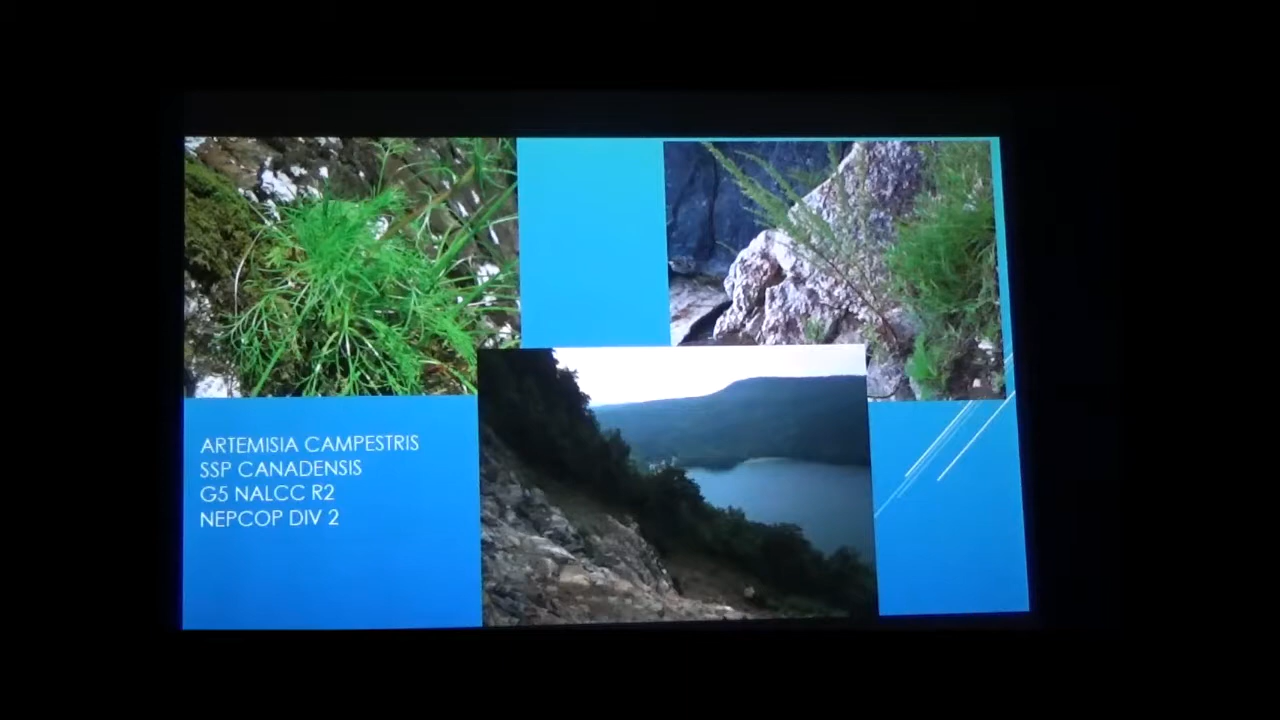 ARTEMISIA CAMPESTRIS
SSP CANADENSIS
G5 NALCC R2
NEPCOP DIV 2